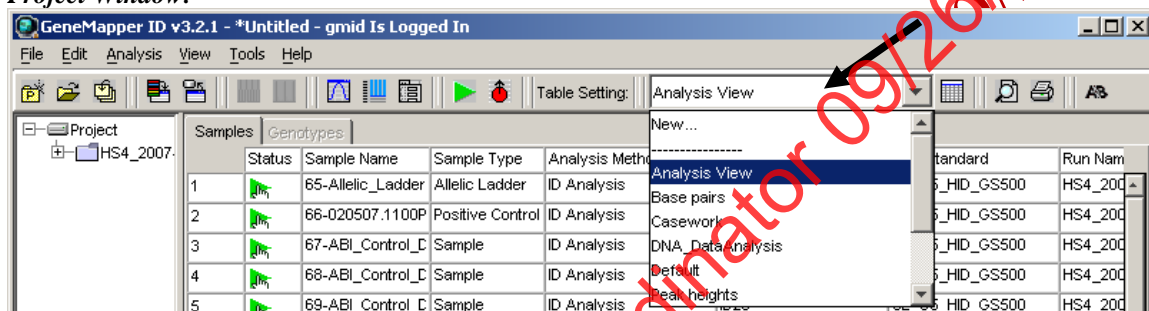 Project Window:
GeneMapper ID v3.2.1 - *Untitled - gmid Is Logged In
File Edit Analysis View Tools Help
Table Setting: Analysis View
Project
HS4_2007-
Samples Genotypes
New...
---------------
Analysis View
Base pairs
Casework
DNA_DataAnalysis
Default
Peak heights
Status Sample Name Sample Type Analysis Metho tandard Run Nam
1 65-Allelic_Ladder Allelic Ladder ID Analysis _HID_GS500 HS4_200
2 66-020507.1100P Positive Control ID Analysis _HID_GS500 HS4_200
3 67-ABI_Control_D Sample ID Analysis _HID_GS500 HS4_200
4 68-ABI_Control_D Sample ID Analysis _HID_GS500 HS4_200
5 69-ABI_Control_D Sample ID Analysis _HID_GS500 HS4_200
dinator 09/26/